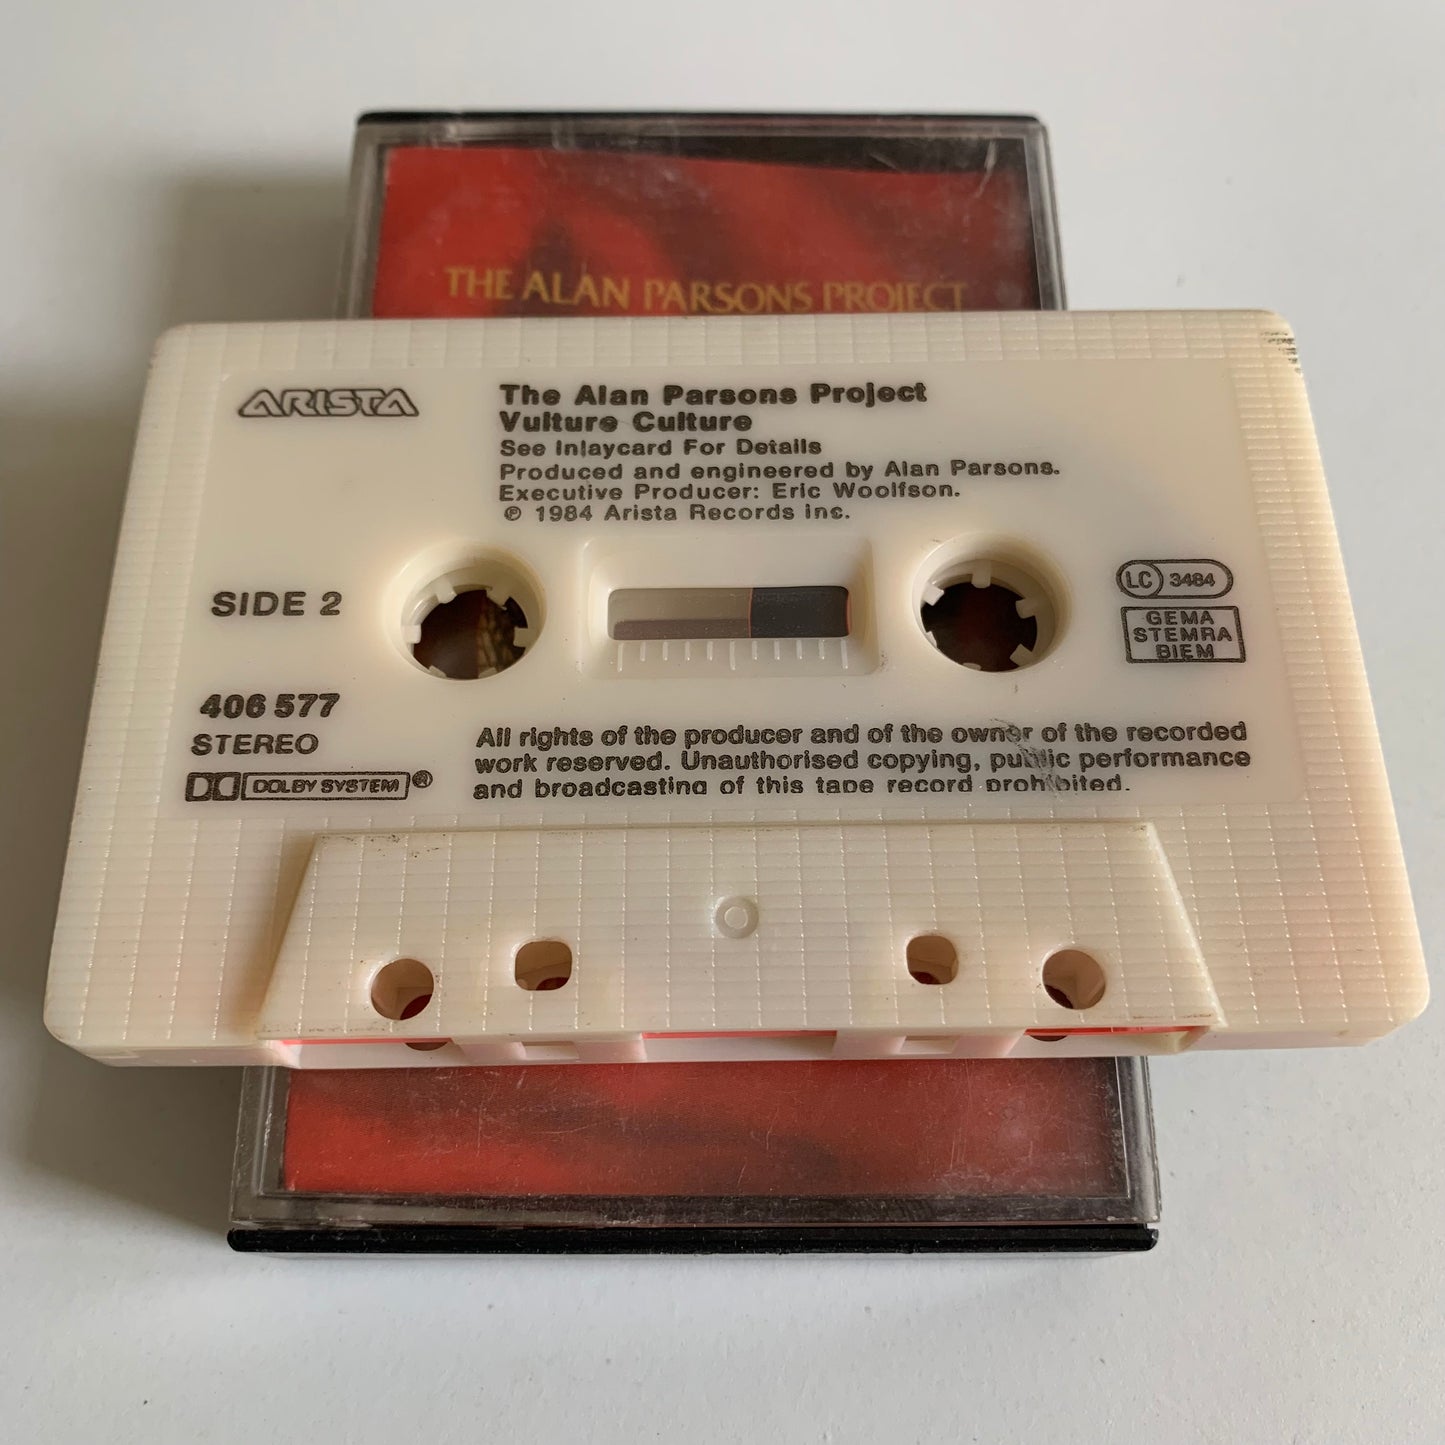 THE ALAN PARSONS PROJECT
ARISTA
The Alan Parsons Project
Vulture Culture
See Inlaycard For Details
Produced and engineered by Alan Parsons.
Executive Producer: Eric Woolfson.
℗ 1984 Arista Records Inc.
SIDE 2
LC 3484
GEMA
STEMRA
BIEM
406 577
STEREO
DOLBY SYSTEM ®
All rights of the producer and of the owner of the recorded
work reserved. Unauthorised copying, public performance
and broadcasting of this tape record prohibited.